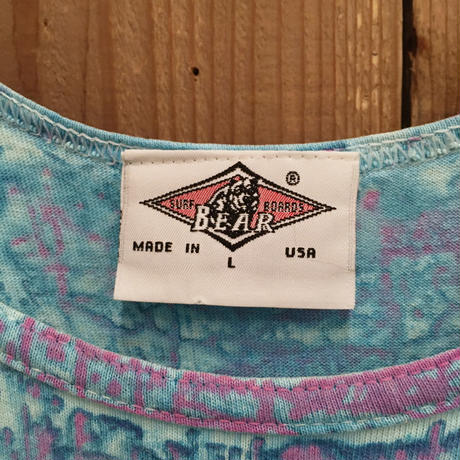 ®
SURF BOARDS
BEAR
MADE IN USA
L